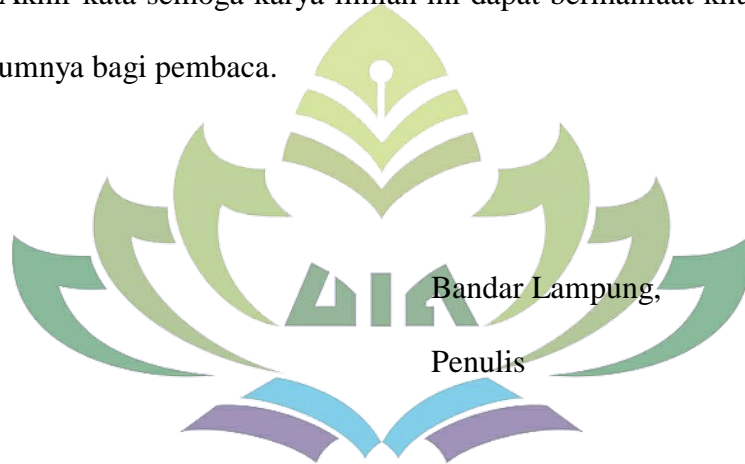 Akhir kata semoga karya ilmiah ini dapat bermanfaat khu
umnya bagi pembaca.
Bandar Lampung,
Penulis